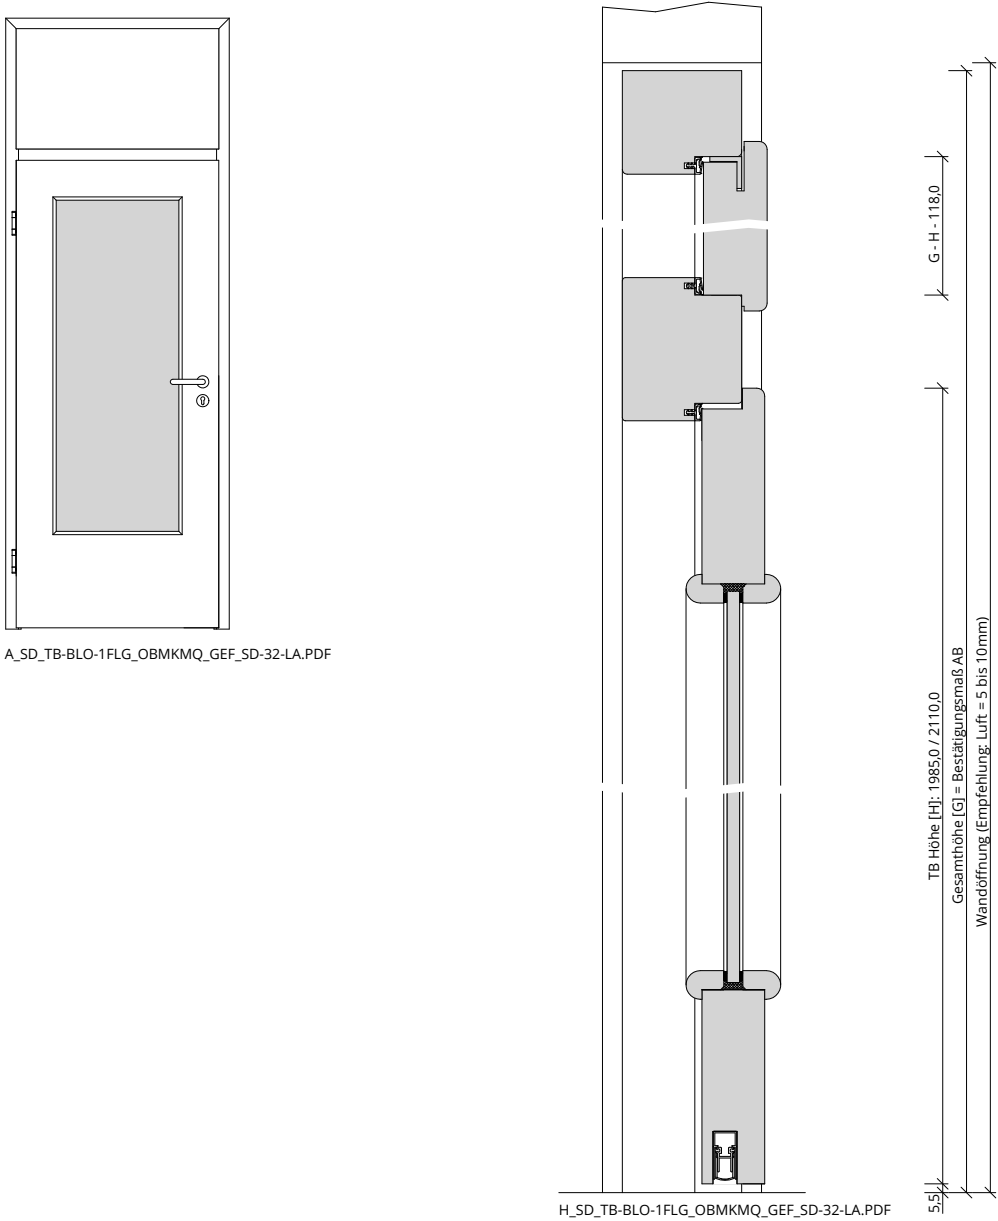 A_SD_TB-BLO-1FLG_OBMKMQ_GEF_SD-32-LA.PDF
G - H - 118,0
TB Höhe [H]: 1985,0 / 2110,0
Gesamthöhe [G] = Bestätigungsmaß AB
Wandöffnung (Empfehlung: Luft = 5 bis 10mm)
5,5
H_SD_TB-BLO-1FLG_OBMKMQ_GEF_SD-32-LA.PDF